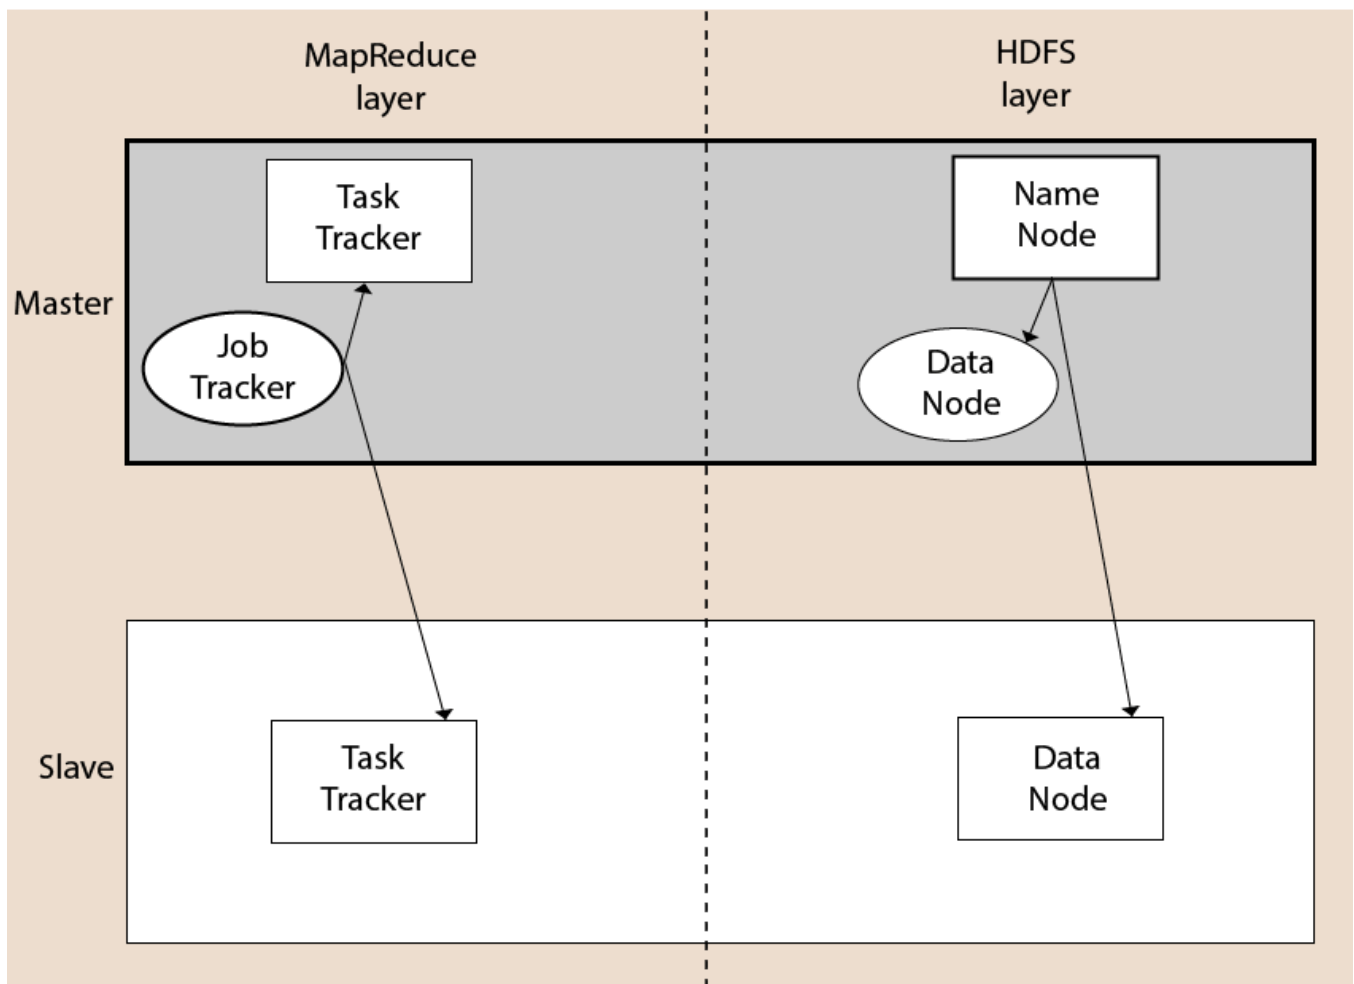 MapReduce
layer
HDFS
layer
Master
Task
Tracker
Job
Tracker
Name
Node
Data
Node
Slave
Task
Tracker
Data
Node